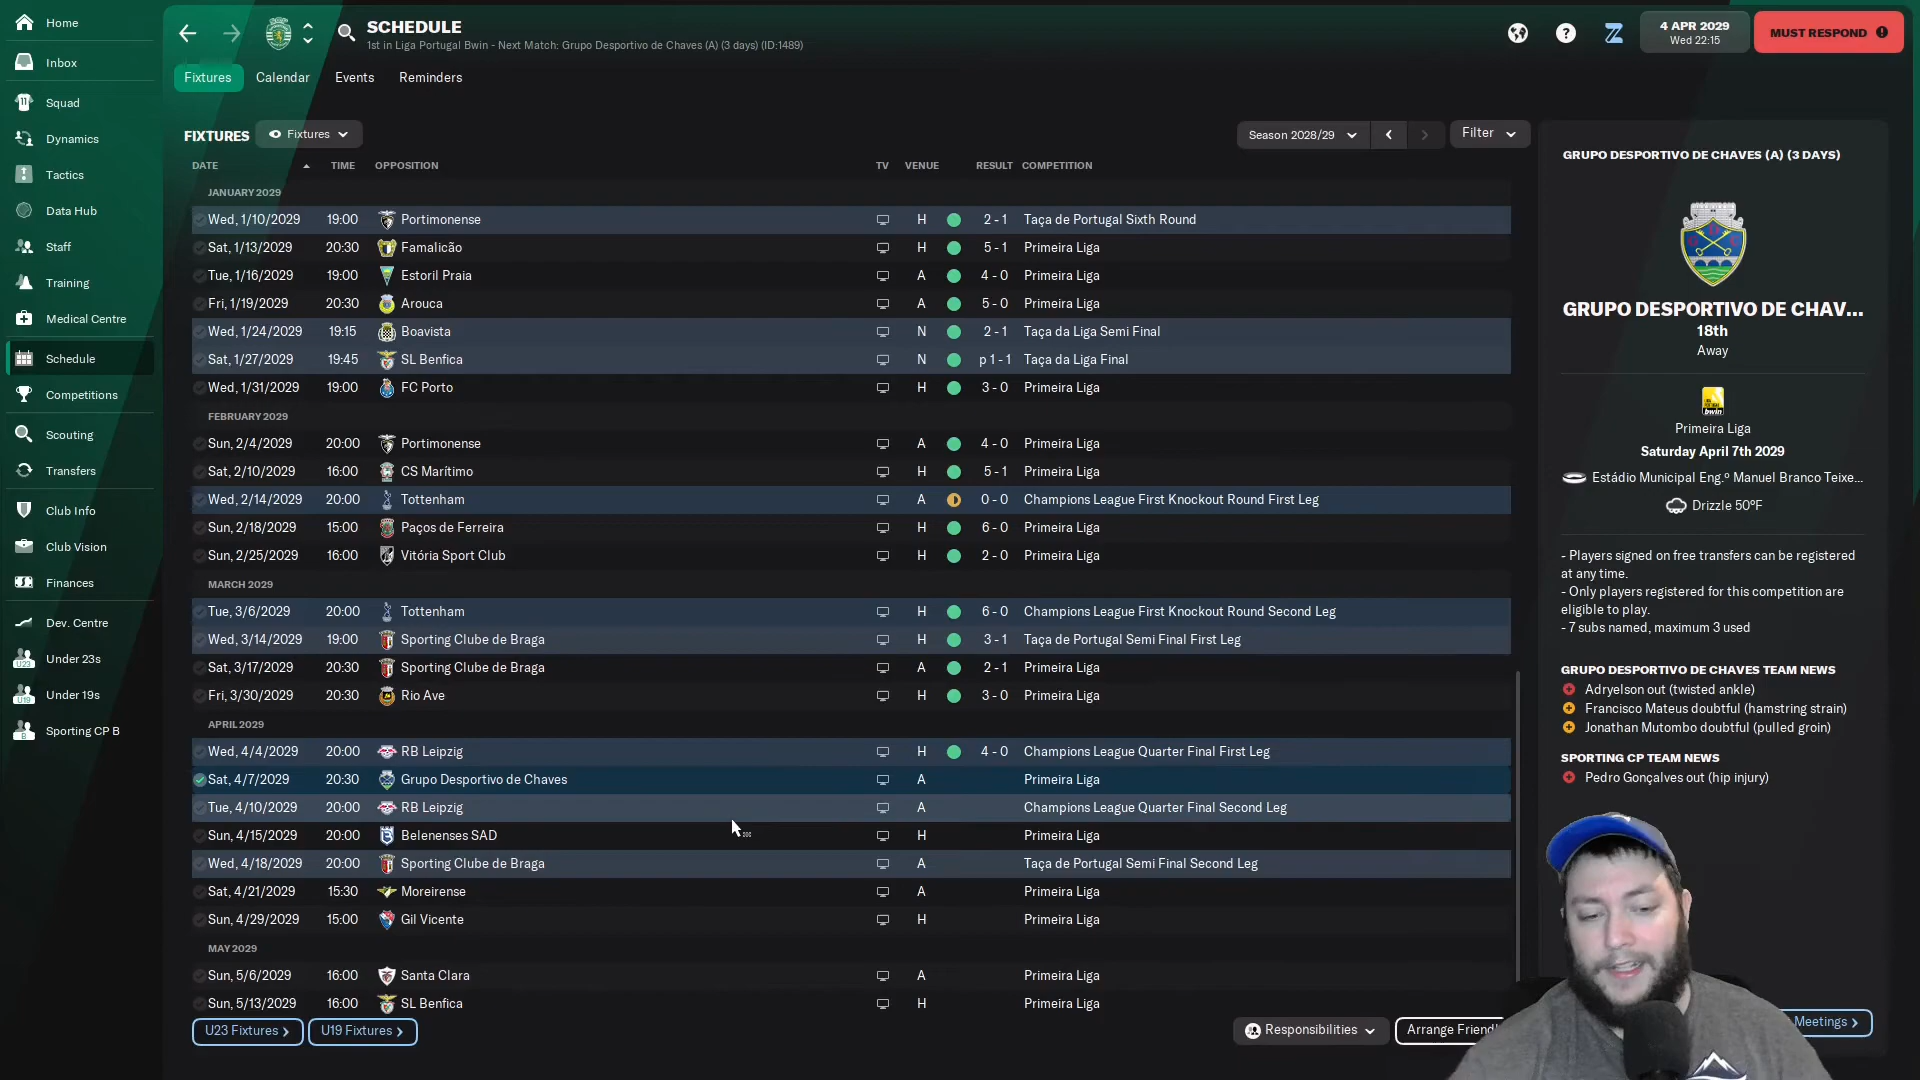 Home
Inbox
Squad
Dynamics
Tactics
Data Hub
Staff
Training
Medical Centre
Schedule
Competitions
Scouting
Transfers
Club Info
Club Vision
Finances
Dev. Centre
Under 23s
Under 19s
Sporting CP B
SCHEDULE
1st in Liga Portugal Bwin - Next Match: Grupo Desportivo de Chaves (A) (3 days) (ID:1489)
4 APR 2029
Wed 22:15
MUST RESPOND
Fixtures Calendar Events Reminders
FIXTURES Fixtures Season 2028/29 Filter
DATE TIME OPPOSITION TV VENUE RESULT COMPETITION
JANUARY 2029
Wed, 1/10/2029 19:00 Portimonense H 2 - 1 Taça de Portugal Sixth Round
Sat, 1/13/2029 20:30 Famalicão H 5 - 1 Primeira Liga
Tue, 1/16/2029 19:00 Estoril Praia A 4 - 0 Primeira Liga
Fri, 1/19/2029 20:30 Arouca A 5 - 0 Primeira Liga
Wed, 1/24/2029 19:15 Boavista N 2 - 1 Taça da Liga Semi Final
Sat, 1/27/2029 19:45 SL Benfica N p 1 - 1 Taça da Liga Final
Wed, 1/31/2029 19:00 FC Porto H 3 - 0 Primeira Liga
FEBRUARY 2029
Sun, 2/4/2029 20:00 Portimonense A 4 - 0 Primeira Liga
Sat, 2/10/2029 16:00 CS Marítimo H 5 - 1 Primeira Liga
Wed, 2/14/2029 20:00 Tottenham A 0 - 0 Champions League First Knockout Round First Leg
Sun, 2/18/2029 15:00 Paços de Ferreira H 6 - 0 Primeira Liga
Sun, 2/25/2029 16:00 Vitória Sport Club H 2 - 0 Primeira Liga
MARCH 2029
Tue, 3/6/2029 20:00 Tottenham H 6 - 0 Champions League First Knockout Round Second Leg
Wed, 3/14/2029 19:00 Sporting Clube de Braga H 3 - 1 Taça de Portugal Semi Final First Leg
Sat, 3/17/2029 20:30 Sporting Clube de Braga A 2 - 1 Primeira Liga
Fri, 3/30/2029 20:30 Rio Ave H 3 - 0 Primeira Liga
APRIL 2029
Wed, 4/4/2029 20:00 RB Leipzig H 4 - 0 Champions League Quarter Final First Leg
Sat, 4/7/2029 20:30 Grupo Desportivo de Chaves A Primeira Liga
Tue, 4/10/2029 20:00 RB Leipzig A Champions League Quarter Final Second Leg
Sun, 4/15/2029 20:00 Belenenses SAD H Primeira Liga
Wed, 4/18/2029 20:00 Sporting Clube de Braga A Taça de Portugal Semi Final Second Leg
Sat, 4/21/2029 15:30 Moreirense A Primeira Liga
Sun, 4/29/2029 15:00 Gil Vicente H Primeira Liga
MAY 2029
Sun, 5/6/2029 16:00 Santa Clara A Primeira Liga
Sun, 5/13/2029 16:00 SL Benfica H Primeira Liga
U23 Fixtures U19 Fixtures Responsibilities Arrange Friendl
GRUPO DESPORTIVO DE CHAVES (A) (3 DAYS)
GRUPO DESPORTIVO DE CHAV...
18th
Away
bwin
Primeira Liga
Saturday April 7th 2029
Estádio Municipal Eng.º Manuel Branco Teixe...
Drizzle 50ºF
- Players signed on free transfers can be registered
at any time.
- Only players registered for this competition are
eligible to play.
- 7 subs named, maximum 3 used
GRUPO DESPORTIVO DE CHAVES TEAM NEWS
Adryelson out (twisted ankle)
Francisco Mateus doubtful (hamstring strain)
Jonathan Mutombo doubtful (pulled groin)
SPORTING CP TEAM NEWS
Pedro Gonçalves out (hip injury)
Meetings